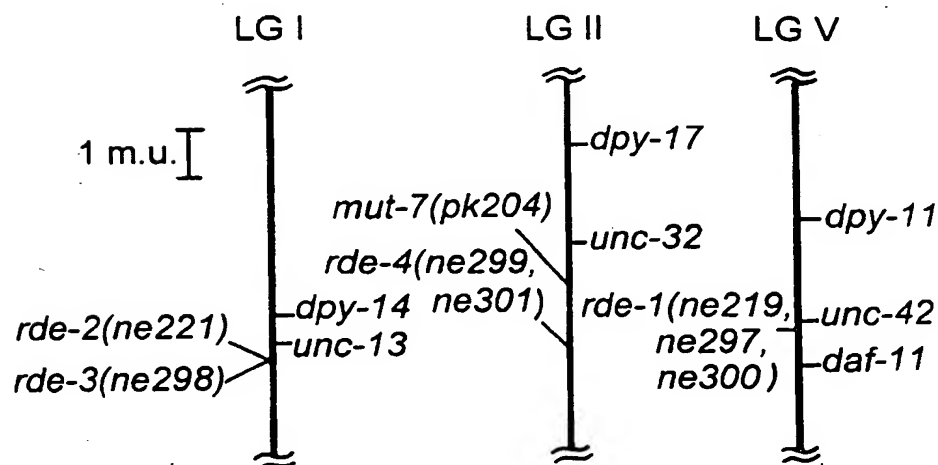 LG I
LG II
LG V
1 m.u.
dpy-17
mut-7(pk204)
unc-32
dpy-11
rde-4(ne299,
ne301)
dpy-14
unc-13
rde-2(ne221)
rde-3(ne298)
rde-1(ne219,
ne297,
ne300)
unc-42
daf-11